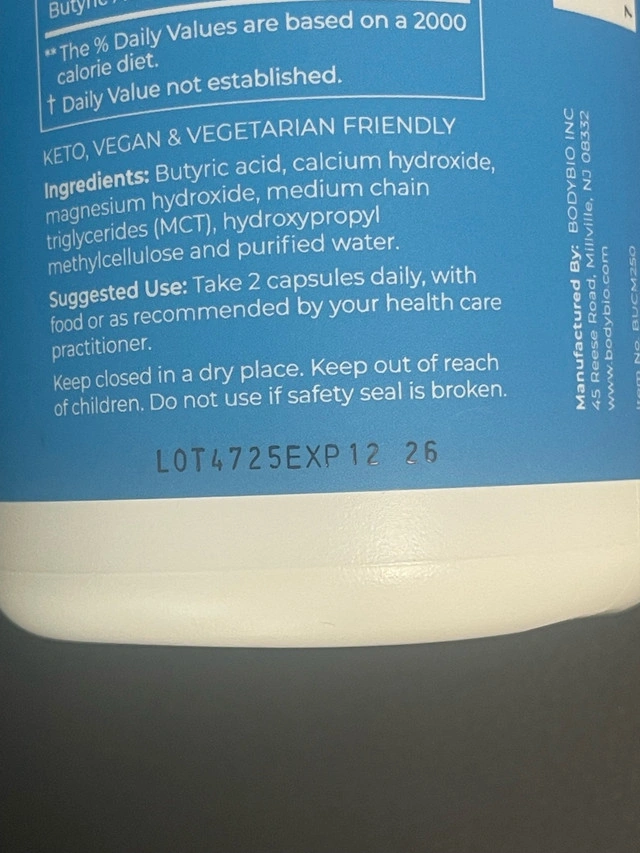 ** The % Daily Values are based on a 2000
calorie diet.
† Daily Value not established.
KETO, VEGAN & VEGETARIAN FRIENDLY
Ingredients: Butyric acid, calcium hydroxide,
magnesium hydroxide, medium chain
triglycerides (MCT), hydroxypropyl
methylcellulose and purified water.
Suggested Use: Take 2 capsules daily, with
food or as recommended by your health care
practitioner.
Keep closed in a dry place. Keep out of reach
of children. Do not use if safety seal is broken.
LOT4725EXP 12 26
Manufactured By: BODYBIO INC
45 Reese Road, Millville, NJ 08332
www.bodybio.com
No. BUCM250